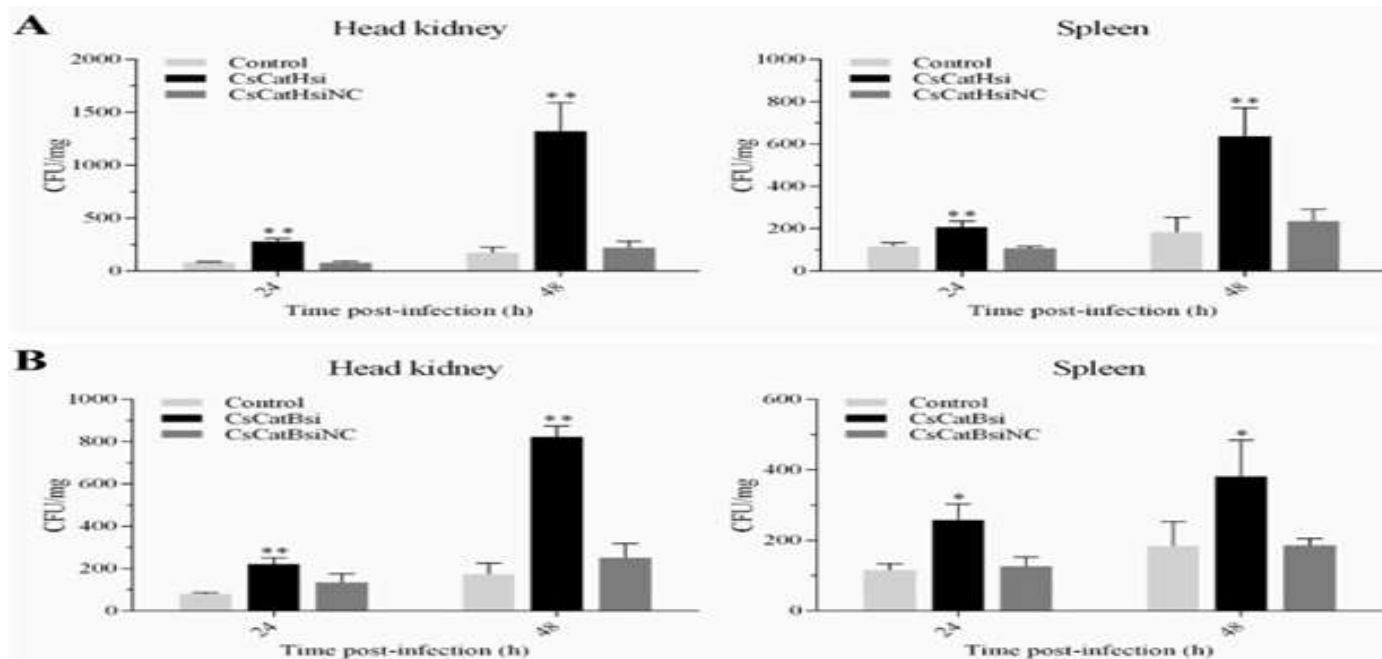 A
Head kidney
Control
CsCatHsi
CsCatHsiNC
CFU/mg
2000
1500
1000
500
0
**
**
24
48
Time post-infection (h)
Spleen
Control
CsCatHsi
CsCatHsiNC
CFU/mg
1000
800
600
400
200
0
**
**
24
48
Time post-infection (h)
B
Head kidney
Control
CsCatBsi
CsCatBsiNC
CFU/mg
1000
800
600
400
200
0
**
**
24
48
Time post-infection (h)
Spleen
Control
CsCatBsi
CsCatBsiNC
CFU/mg
600
400
200
0
*
*
24
48
Time post-infection (h)